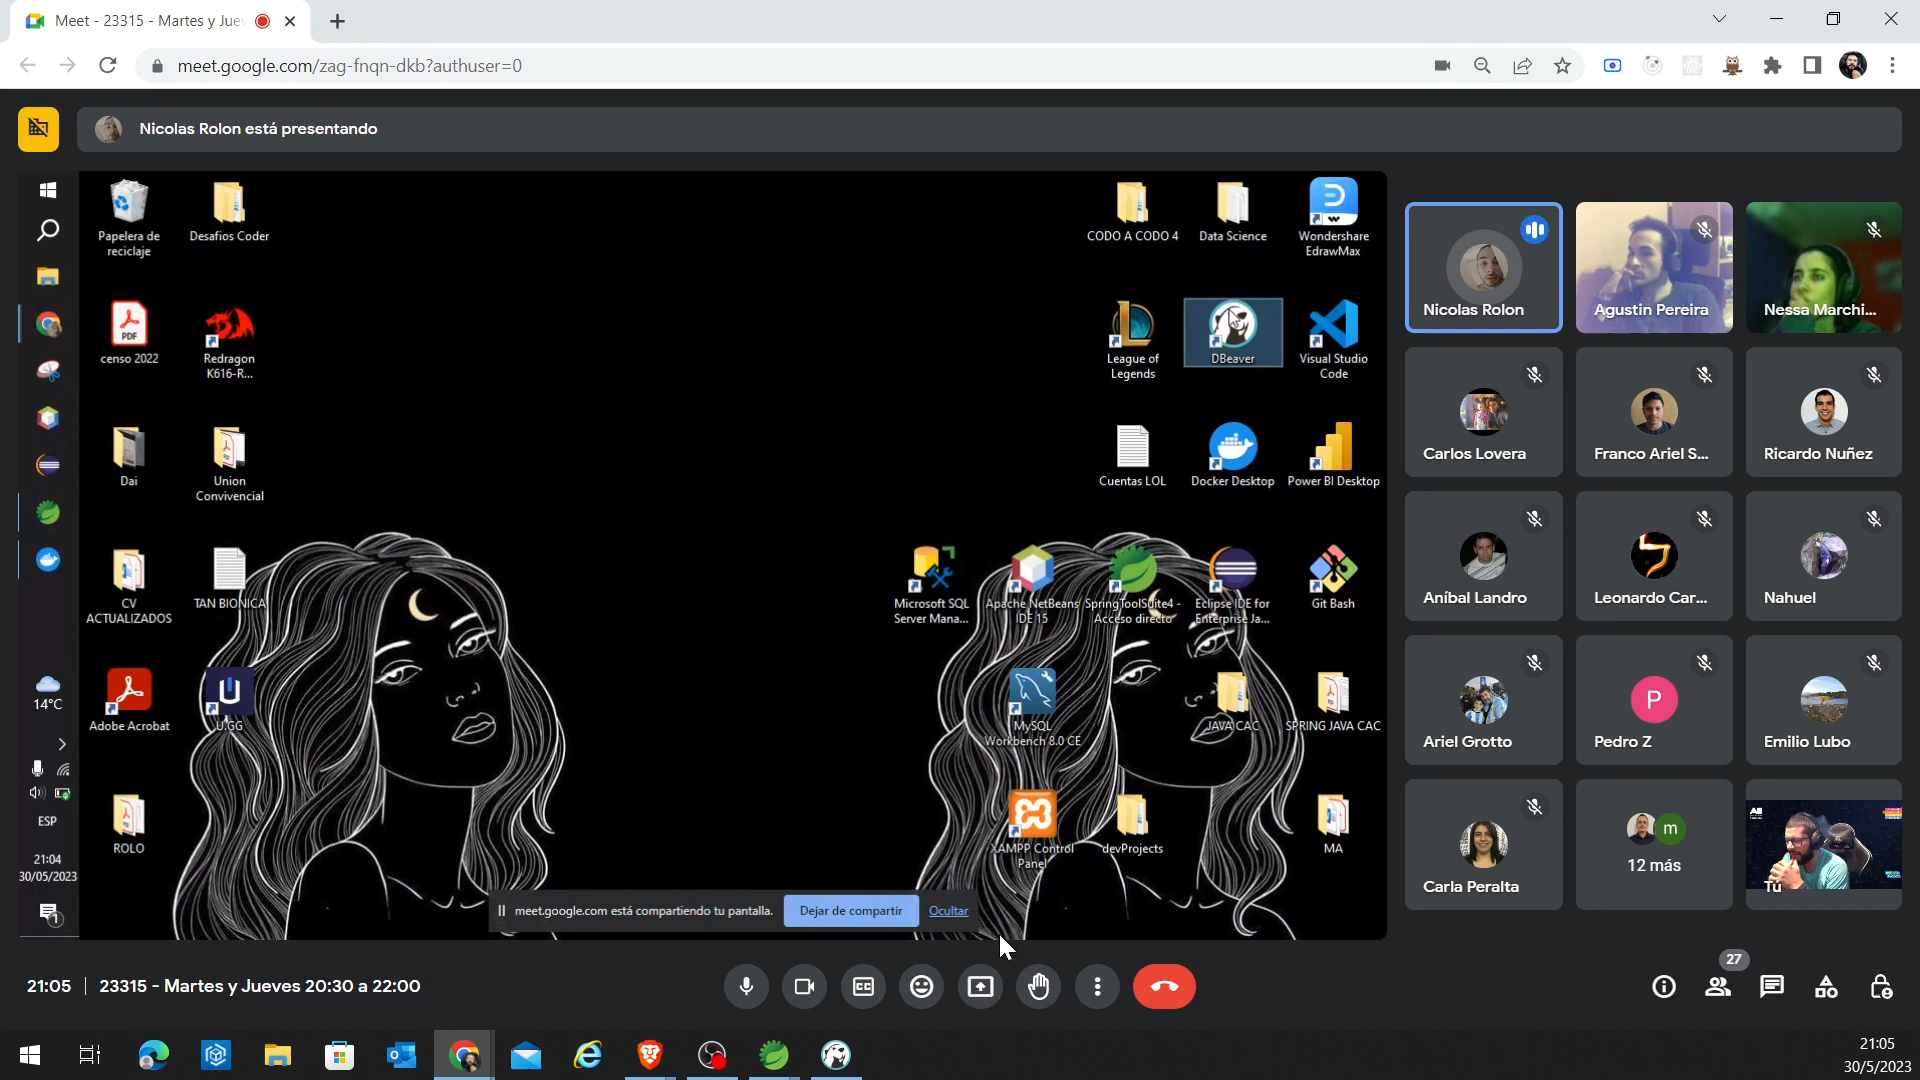 Meet - 23315 - Martes y Jue
meet.google.com/zag-fnqn-dkb?authuser=0
Nicolas Rolon está presentando
Papelera de
reciclaje
Desafios Coder
CODO A CODO 4
Data Science
Wondershare
EdrawMax
censo 2022
Redragon
K616-R...
League of
Legends
DBeaver
Visual Studio
Code
Dai
Union
Convivencial
Cuentas LOL
Docker Desktop
Power BI Desktop
CV
ACTUALIZADOS
TAN BIONICA
Microsoft SQL
Server Mana...
Apache NetBeans
IDE 15
SpringToolSuite4 -
Acceso directo
Eclipse IDE for
Enterprise Ja...
Git Bash
Adobe Acrobat
U.GG
MySQL
Workbench 8.0 CE
JAVA CAC
SPRING JAVA CAC
ROLO
XAMPP Control
Panel
devProjects
MA
14°C
ESP
21:04
30/05/2023
1
meet.google.com está compartiendo tu pantalla.
Dejar de compartir
Ocultar
Nicolas Rolon
Agustin Pereira
Nessa Marchi...
Carlos Lovera
Franco Ariel S...
Ricardo Nuñez
Aníbal Landro
Leonardo Car...
Nahuel
Ariel Grotto
P
Pedro Z
Emilio Lubo
Carla Peralta
m
12 más
Tú
21:05
23315 - Martes y Jueves 20:30 a 22:00
27
21:05
30/5/2023